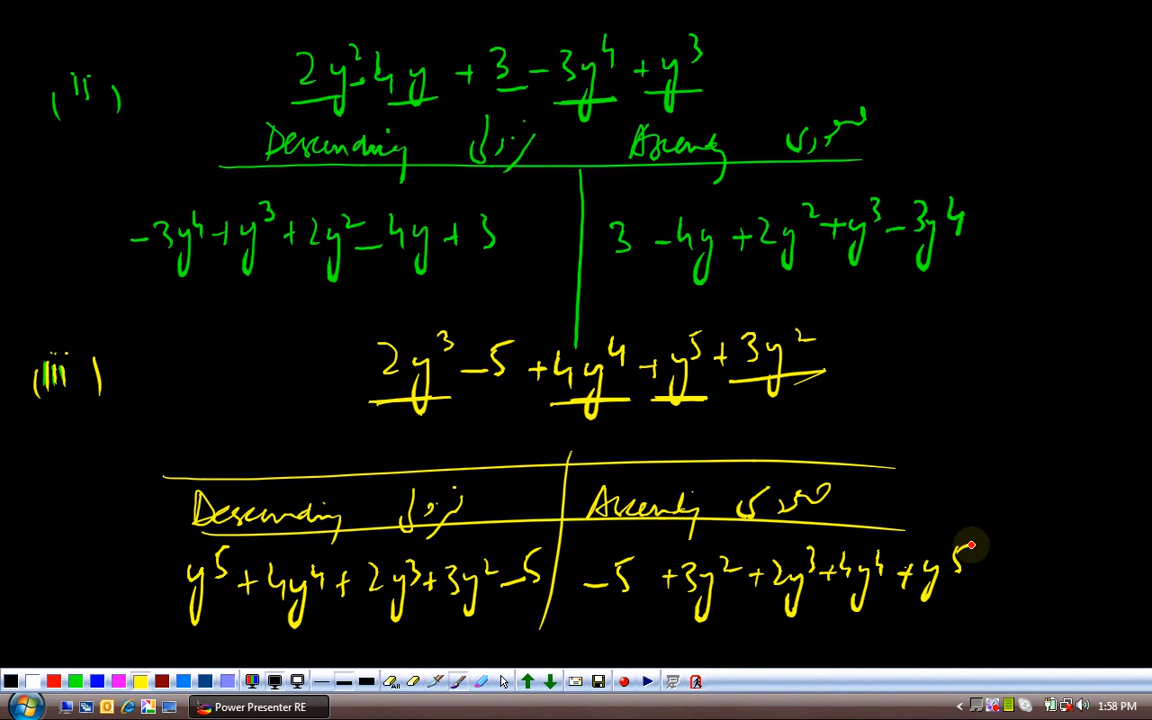 (ii) 2y² - 4y + 3 - 3y⁴ + y³
Descending Ascending
-3y⁴ + y³ + 2y² - 4y + 3 3 - 4y + 2y² + y³ - 3y⁴
(iii) 2y³ - 5 + 4y⁴ + y⁵ + 3y²
Descending Ascending
y⁵ + 4y⁴ + 2y³ + 3y² - 5 -5 + 3y² + 2y³ + 4y⁴ + y⁵
Power Presenter RE
1:58 PM